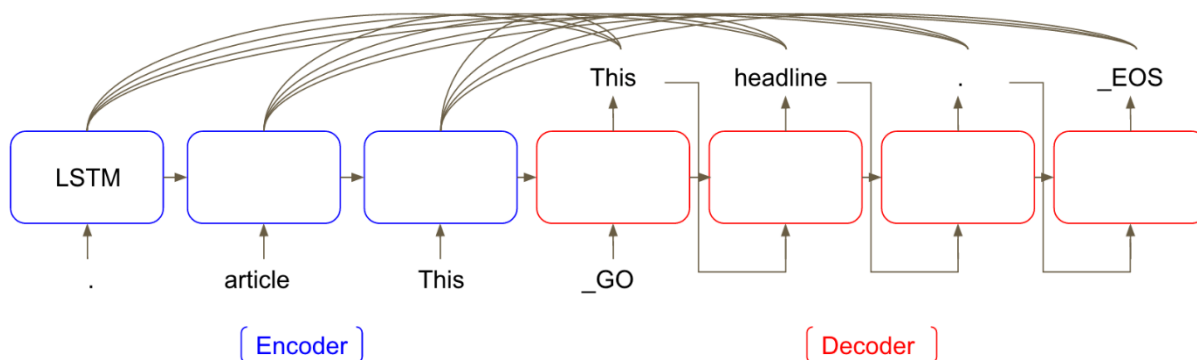 This headline . _EOS
LSTM
. article This _GO
Encoder Decoder